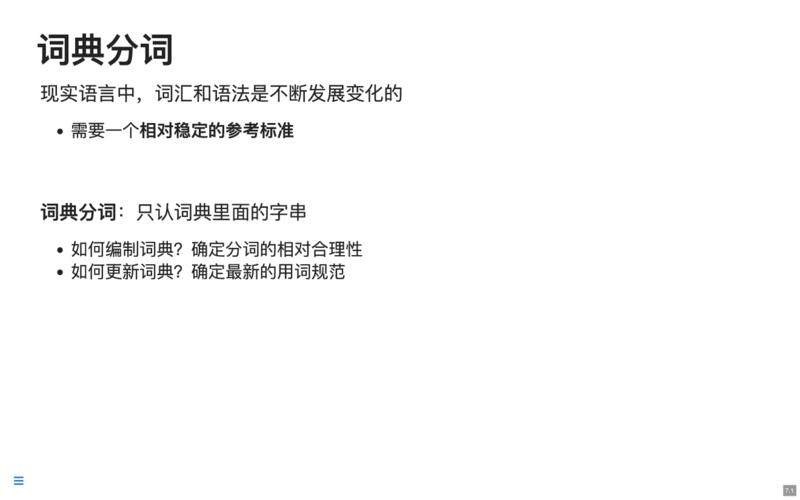 词典分词
现实语言中，词汇和语法是不断发展变化的
• 需要一个相对稳定的参考标准
词典分词：只认词典里面的字串
• 如何编制词典？确定分词的相对合理性
• 如何更新词典？确定最新的用词规范
7.1